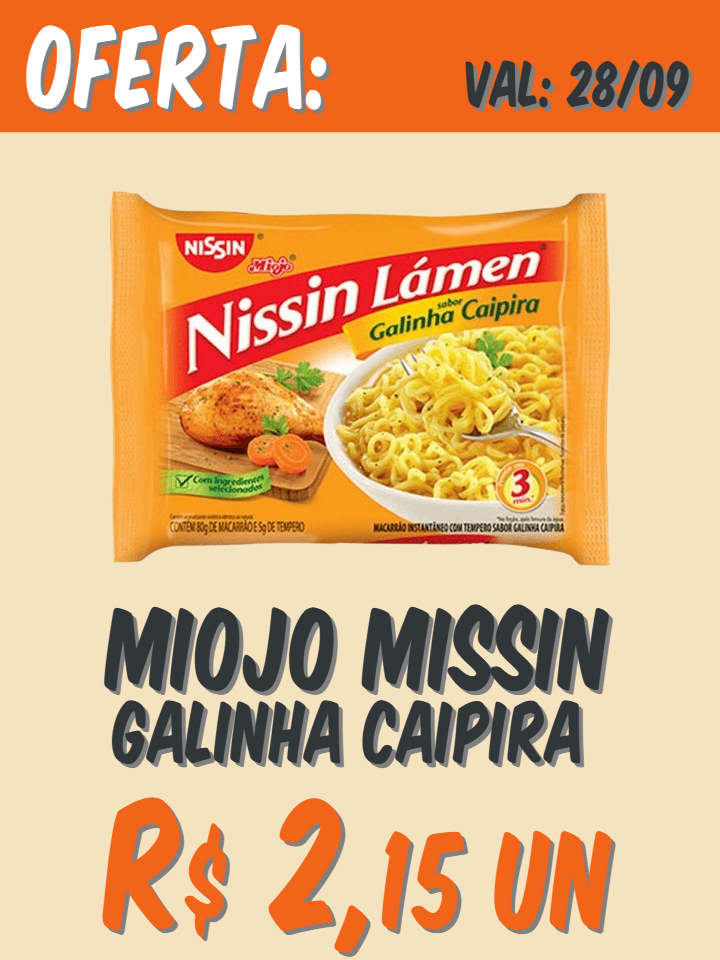 OFERTA:
VAL: 28/09
NISSIN
Miojo
Nissin Lámen
sabor
Galinha Caipira
Com ingredientes
selecionados
3
min.*
CONTÉM 80g DE MACARRÃO E 5g DE TEMPERO
MACARRÃO INSTANTÂNEO COM TEMPERO SABOR GALINHA CAIPIRA
MIOJO MISSIN
GALINHA CAIPIRA
R$ 2,15 UN